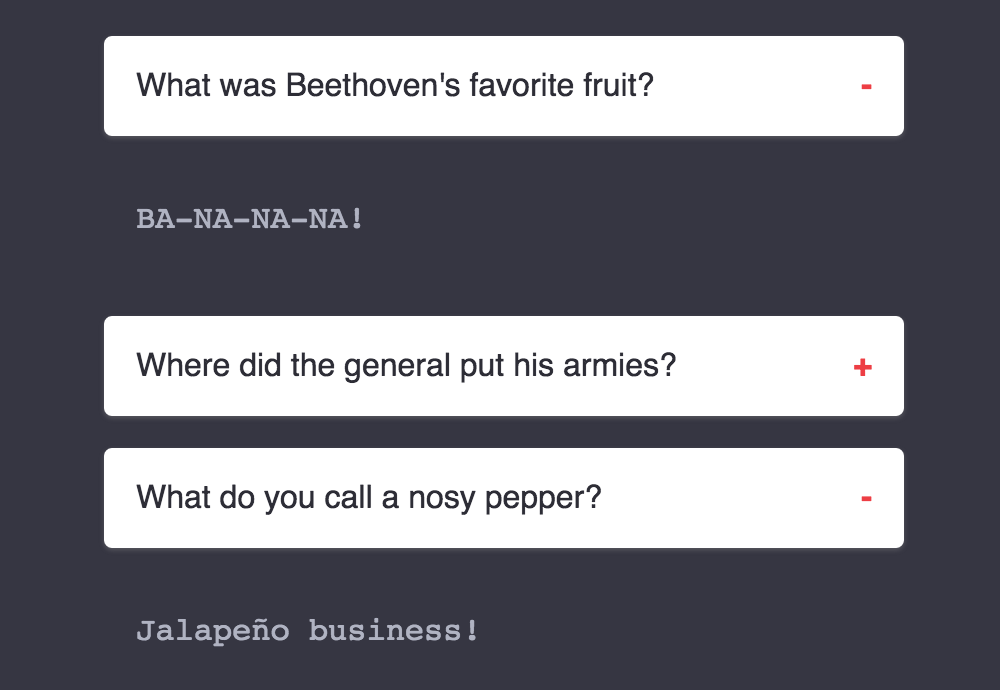 What was Beethoven's favorite fruit? -
BA-NA-NA-NA!
Where did the general put his armies? +
What do you call a nosy pepper? -
Jalapeño business!